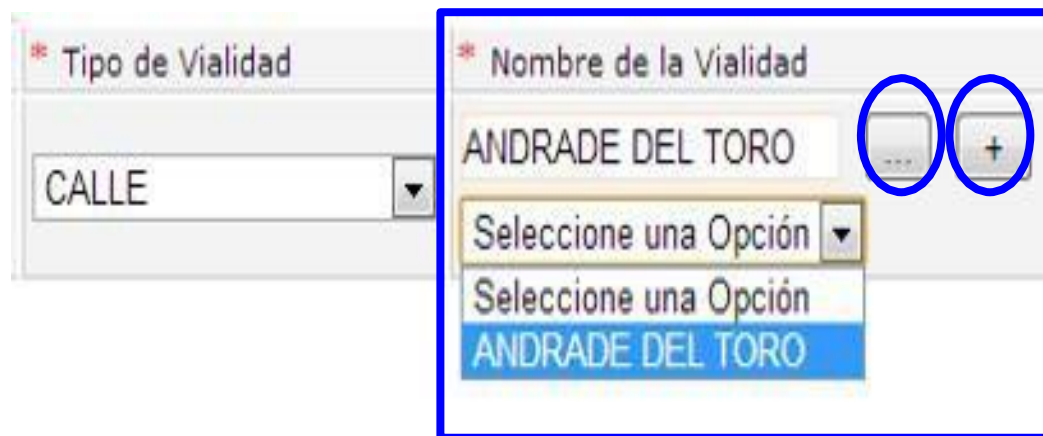 * Tipo de Vialidad
* Nombre de la Vialidad
CALLE
ANDRADE DEL TORO
...
+
Seleccione una Opción
Seleccione una Opción
ANDRADE DEL TORO